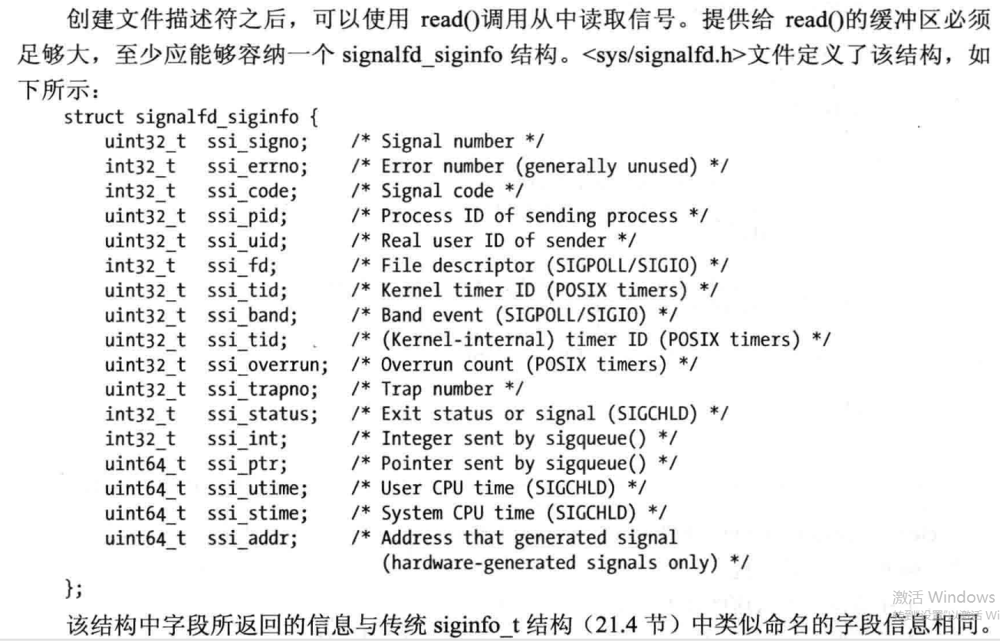 创建文件描述符之后，可以使用 read()调用从中读取信号。提供给 read()的缓冲区必须
足够大，至少应能够容纳一个 signalfd_siginfo 结构。<sys/signalfd.h>文件定义了该结构，如
下所示：
struct signalfd_siginfo {
uint32_t ssi_signo; /* Signal number */
int32_t ssi_errno; /* Error number (generally unused) */
int32_t ssi_code; /* Signal code */
uint32_t ssi_pid; /* Process ID of sending process */
uint32_t ssi_uid; /* Real user ID of sender */
int32_t ssi_fd; /* File descriptor (SIGPOLL/SIGIO) */
uint32_t ssi_tid; /* Kernel timer ID (POSIX timers) */
uint32_t ssi_band; /* Band event (SIGPOLL/SIGIO) */
uint32_t ssi_tid; /* (Kernel-internal) timer ID (POSIX timers) */
uint32_t ssi_overrun; /* Overrun count (POSIX timers) */
uint32_t ssi_trapno; /* Trap number */
int32_t ssi_status; /* Exit status or signal (SIGCHLD) */
int32_t ssi_int; /* Integer sent by sigqueue() */
uint64_t ssi_ptr; /* Pointer sent by sigqueue() */
uint64_t ssi_utime; /* User CPU time (SIGCHLD) */
uint64_t ssi_stime; /* System CPU time (SIGCHLD) */
uint64_t ssi_addr; /* Address that generated signal
(hardware-generated signals only) */
};
激活 Windows
该结构中字段所返回的信息与传统 siginfo_t 结构（21.4 节）中类似命名的字段信息相同。